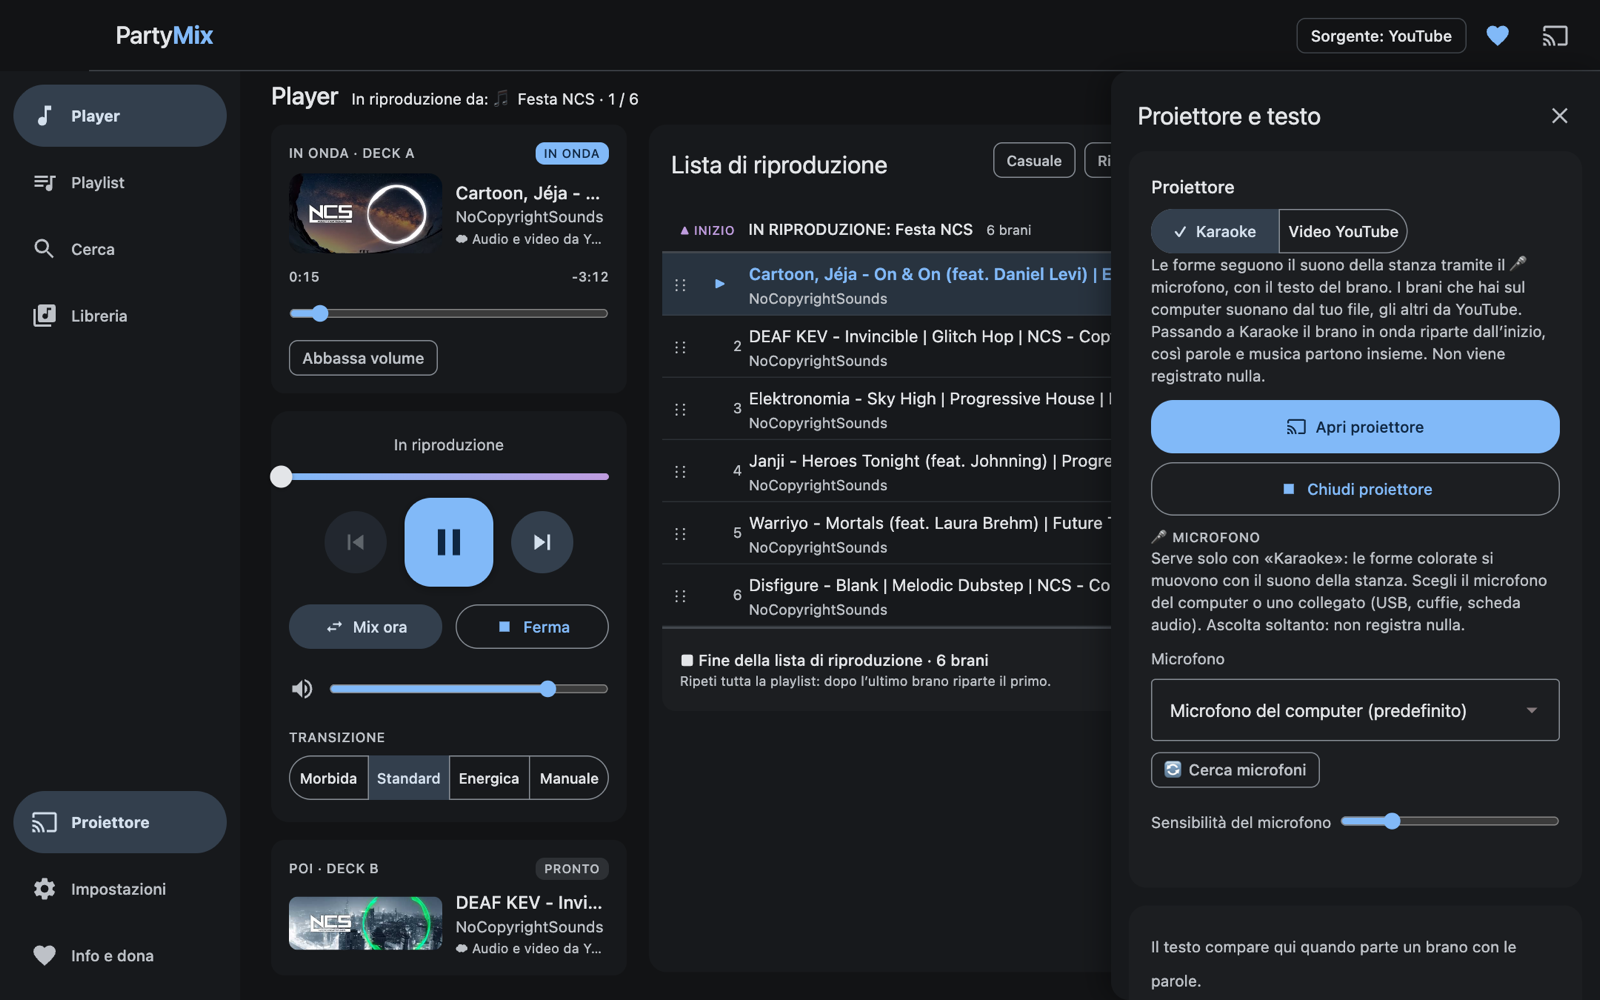 PartyMix
Sorgente: YouTube
Player
Playlist
Cerca
Libreria
Proiettore
Impostazioni
Info e dona
Player In riproduzione da: Festa NCS · 1 / 6
IN ONDA · DECK A
IN ONDA
NCS
Cartoon, Jéja - ...
NoCopyrightSounds
Audio e video da Y...
0:15
-3:12
Abbassa volume
In riproduzione
Mix ora
Ferma
TRANSIZIONE
Morbida
Standard
Energica
Manuale
POI · DECK B
PRONTO
NCS
DEAF KEV - Invi...
NoCopyrightSounds
Audio e video da Y...
Lista di riproduzione
Casuale
Ri
▲ INIZIO IN RIPRODUZIONE: Festa NCS 6 brani
Cartoon, Jéja - On & On (feat. Daniel Levi) | E
NoCopyrightSounds
2 DEAF KEV - Invincible | Glitch Hop | NCS - Cop
NoCopyrightSounds
3 Elektronomia - Sky High | Progressive House |
NoCopyrightSounds
4 Janji - Heroes Tonight (feat. Johnning) | Progre
NoCopyrightSounds
5 Warriyo - Mortals (feat. Laura Brehm) | Future
NoCopyrightSounds
6 Disfigure - Blank | Melodic Dubstep | NCS - Co
NoCopyrightSounds
Fine della lista di riproduzione · 6 brani
Ripeti tutta la playlist: dopo l’ultimo brano riparte il primo.
Proiettore e testo
Proiettore
Karaoke
Video YouTube
Le forme seguono il suono della stanza tramite il 🎤
microfono, con il testo del brano. I brani che hai sul
computer suonano dal tuo file, gli altri da YouTube.
Passando a Karaoke il brano in onda riparte dall’inizio,
così parole e musica partono insieme. Non viene
registrato nulla.
Apri proiettore
Chiudi proiettore
🎤 MICROFONO
Serve solo con «Karaoke»: le forme colorate si
muovono con il suono della stanza. Scegli il microfono
del computer o uno collegato (USB, cuffie, scheda
audio). Ascolta soltanto: non registra nulla.
Microfono
Microfono del computer (predefinito)
Cerca microfoni
Sensibilità del microfono
Il testo compare qui quando parte un brano con le
parole.